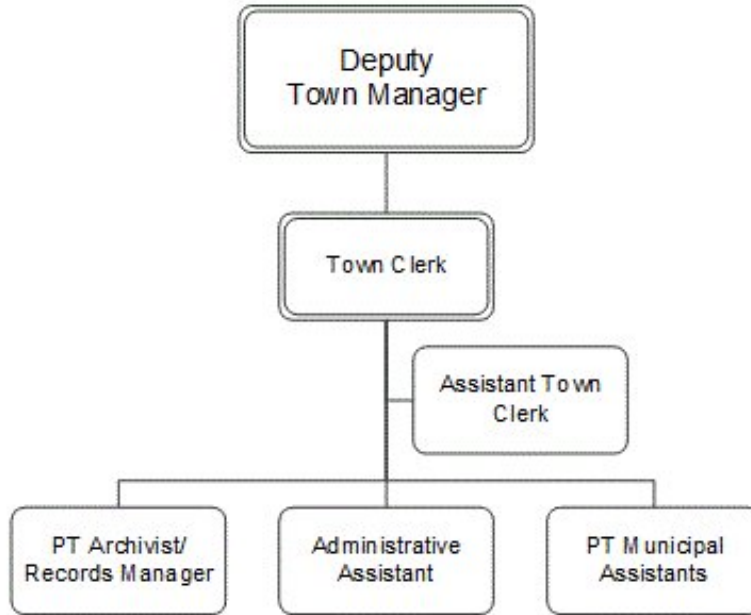 Deputy
Town Manager
Town Clerk
Assistant Town
Clerk
PT Archivist/
Records Manager
Administrative
Assistant
PT Municipal
Assistants